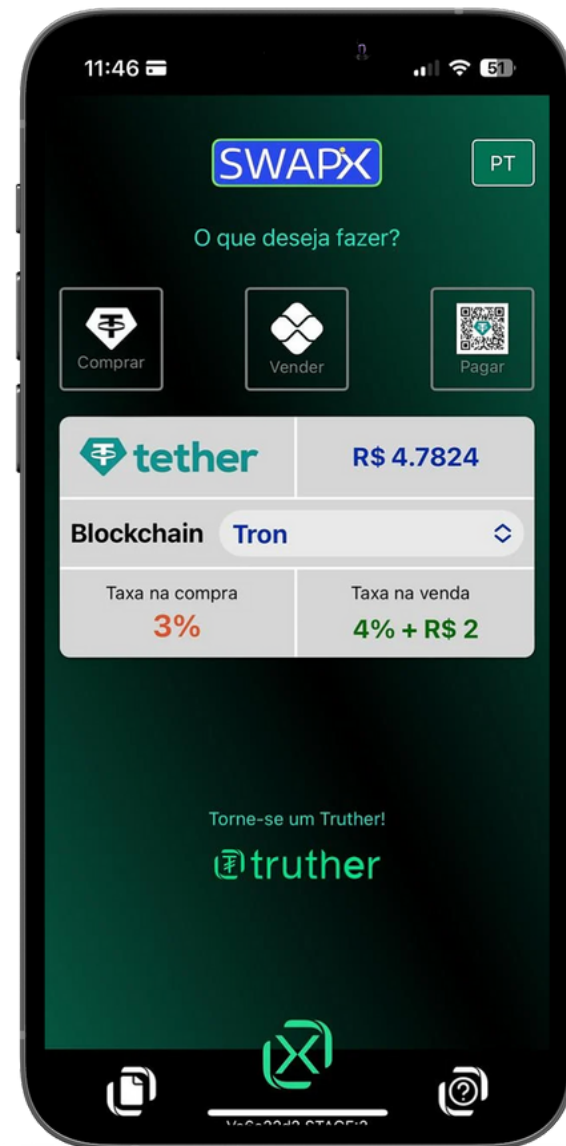 11:46
51
SWAPX
PT
O que deseja fazer?
Comprar
Vender
Pagar
tether
R$ 4.7824
Blockchain
Tron
Taxa na compra
Taxa na venda
3%
4% + R$ 2
Torne-se um Truther!
truther